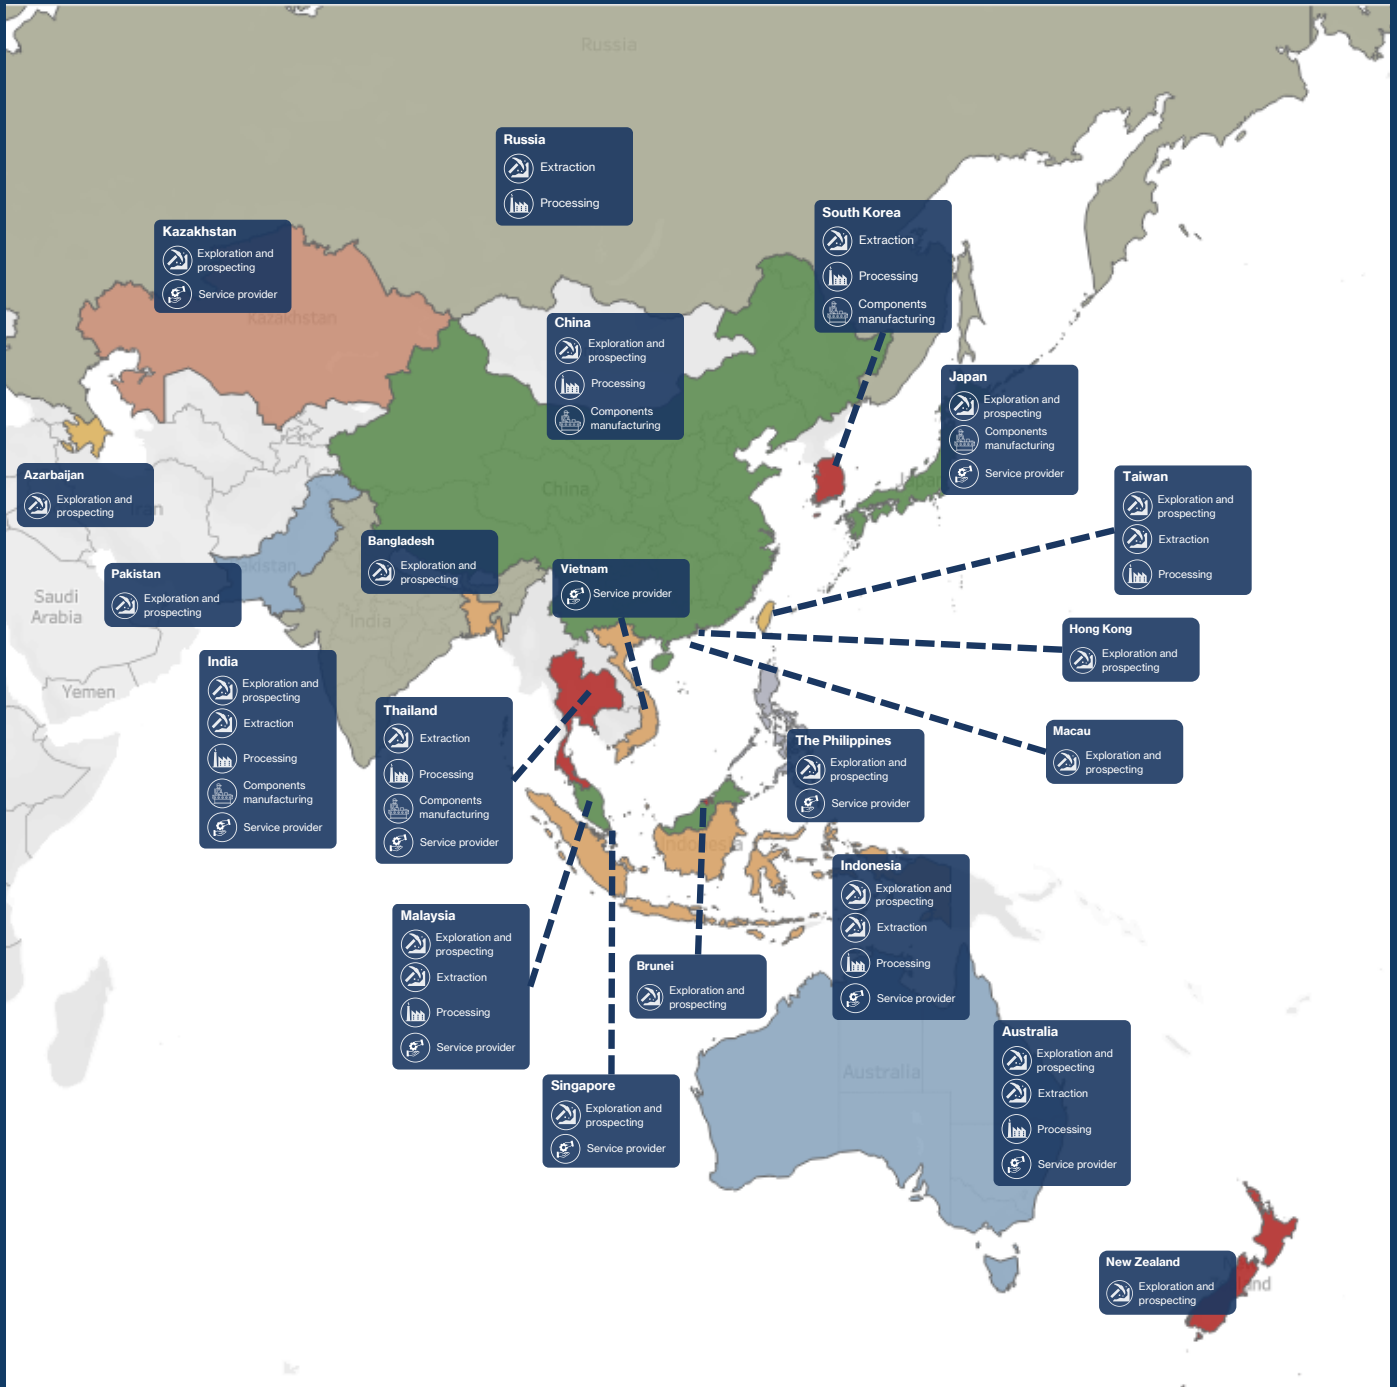 Russia
Russia
Extraction
Processing
South Korea
Extraction
Processing
Components
manufacturing
Kazakhstan
Exploration and
prospecting
Service provider
Kazakhstan
China
Exploration and
prospecting
Processing
Components
manufacturing
Japan
Exploration and
prospecting
Components
manufacturing
Service provider
Japan
Azarbaijan
Exploration and
prospecting
Iran
China
Taiwan
Exploration and
prospecting
Extraction
Processing
Bangladesh
Exploration and
prospecting
Vietnam
Service provider
Pakistan
Pakistan
Exploration and
prospecting
Saudi
Arabia
India
Hong Kong
Exploration and
prospecting
Yemen
India
Exploration and
prospecting
Extraction
Processing
Components
manufacturing
Service provider
Thailand
Extraction
Processing
Components
manufacturing
Service provider
Macau
Exploration and
prospecting
The Philippines
Exploration and
prospecting
Service provider
Indonesia
Indonesia
Exploration and
prospecting
Extraction
Processing
Service provider
Malaysia
Exploration and
prospecting
Extraction
Processing
Service provider
Brunei
Exploration and
prospecting
Australia
Australia
Exploration and
prospecting
Extraction
Processing
Service provider
Singapore
Exploration and
prospecting
Service provider
New Zealand
Exploration and
prospecting